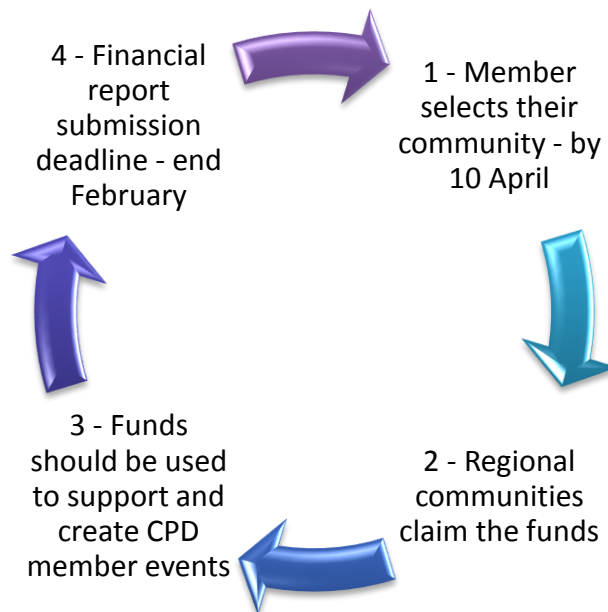 1 - Member
selects their
community - by
10 April
2 - Regional
communities
claim the funds
3 - Funds
should be used
to support and
create CPD
member events
4 - Financial
report
submission
deadline - end
February